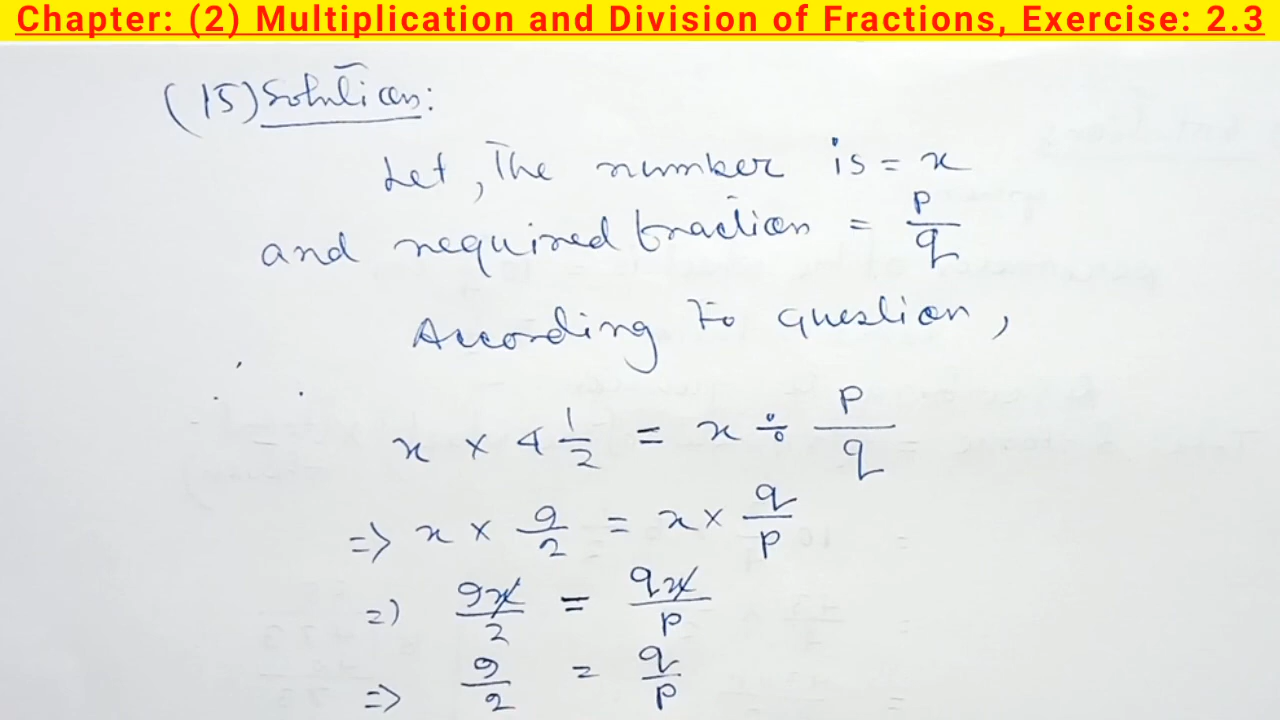 Chapter: (2) Multiplication and Division of Fractions, Exercise: 2.3
(15) Solution:
Let, The number is = x
and required fraction = p/q
According to question,
x × 4 1/2 = x ÷ p/q
=> x × 9/2 = x × q/p
=> 9x/2 = qx/p
=> 9/2 = q/p